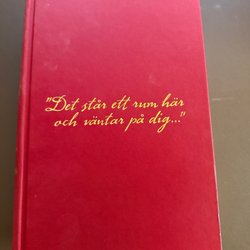 "Det står ett rum här
och väntar på dig..."